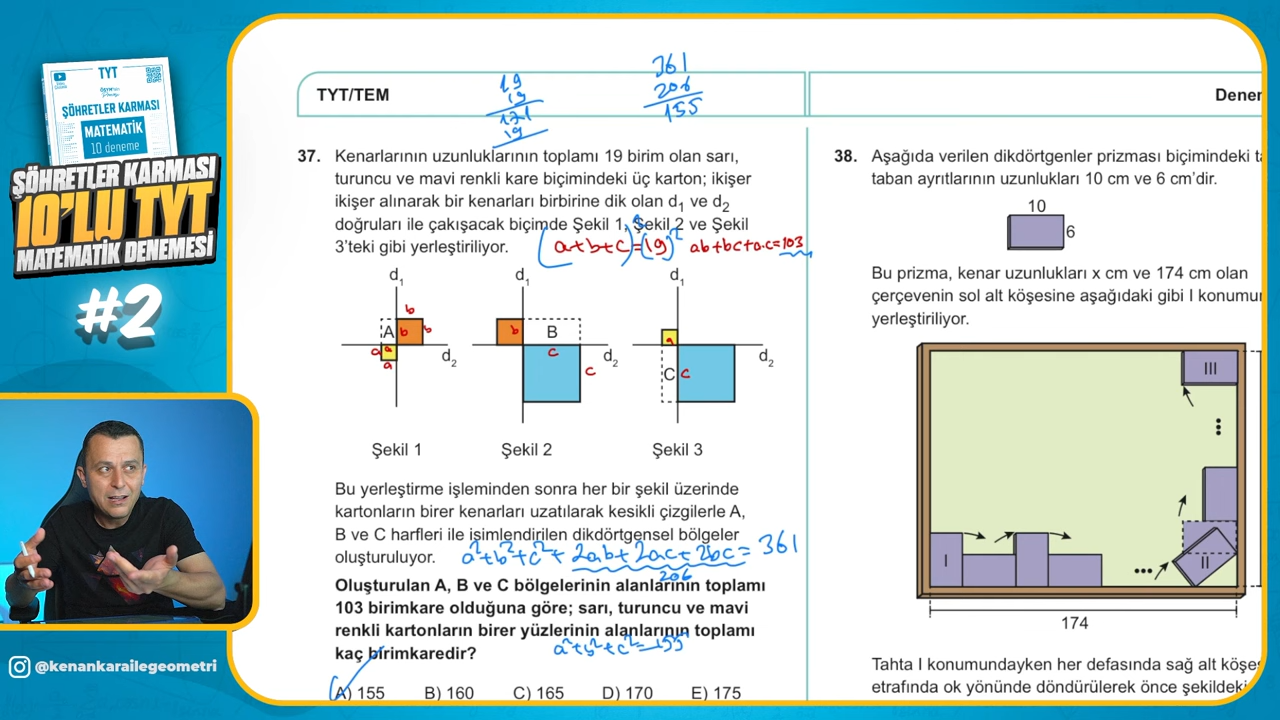 TYT
ÖSYM'nin
ŞÖHRETLER KARMASI
MATEMATİK
10 deneme
ŞÖHRETLER KARMASI
10'LU TYT
MATEMATİK DENEMESİ
#2
@kenankarailegeometri
TYT/TEM
19
19
171
19
361
206
155
Dener
37. Kenarlarının uzunluklarının toplamı 19 birim olan sarı,
turuncu ve mavi renkli kare biçimindeki üç karton; ikişer
ikişer alınarak bir kenarları birbirine dik olan d₁ ve d₂
doğruları ile çakışacak biçimde Şekil 1, Şekil 2 ve Şekil
3'teki gibi yerleştiriliyor.
(a+b+c)²=(19)² ab+bc+a.c=103
d₁ d₁ d₁
b
A b b B a
a a d₂ c d₂ d₂
a c C c
Şekil 1 Şekil 2 Şekil 3
Bu yerleştirme işleminden sonra her bir şekil üzerinde
kartonların birer kenarları uzatılarak kesikli çizgilerle A,
B ve C harfleri ile isimlendirilen dikdörtgensel bölgeler
oluşturuluyor.
a²+b²+c²+2ab+2ac+2bc=361
206
Oluşturulan A, B ve C bölgelerinin alanlarının toplamı
103 birimkare olduğuna göre; sarı, turuncu ve mavi
renkli kartonların birer yüzlerinin alanlarının toplamı
kaç birimkaredir?
a²+b²+c²=155
A) 155 B) 160 C) 165 D) 170 E) 175
38. Aşağıda verilen dikdörtgenler prizması biçimindeki ta
taban ayrıtlarının uzunlukları 10 cm ve 6 cm'dir.
10
6
Bu prizma, kenar uzunlukları x cm ve 174 cm olan
çerçevenin sol alt köşesine aşağıdaki gibi I konumu
yerleştiriliyor.
III
I
II
174
Tahta I konumundayken her defasında sağ alt köşe
etrafında ok yönünde döndürülerek önce şekildeki